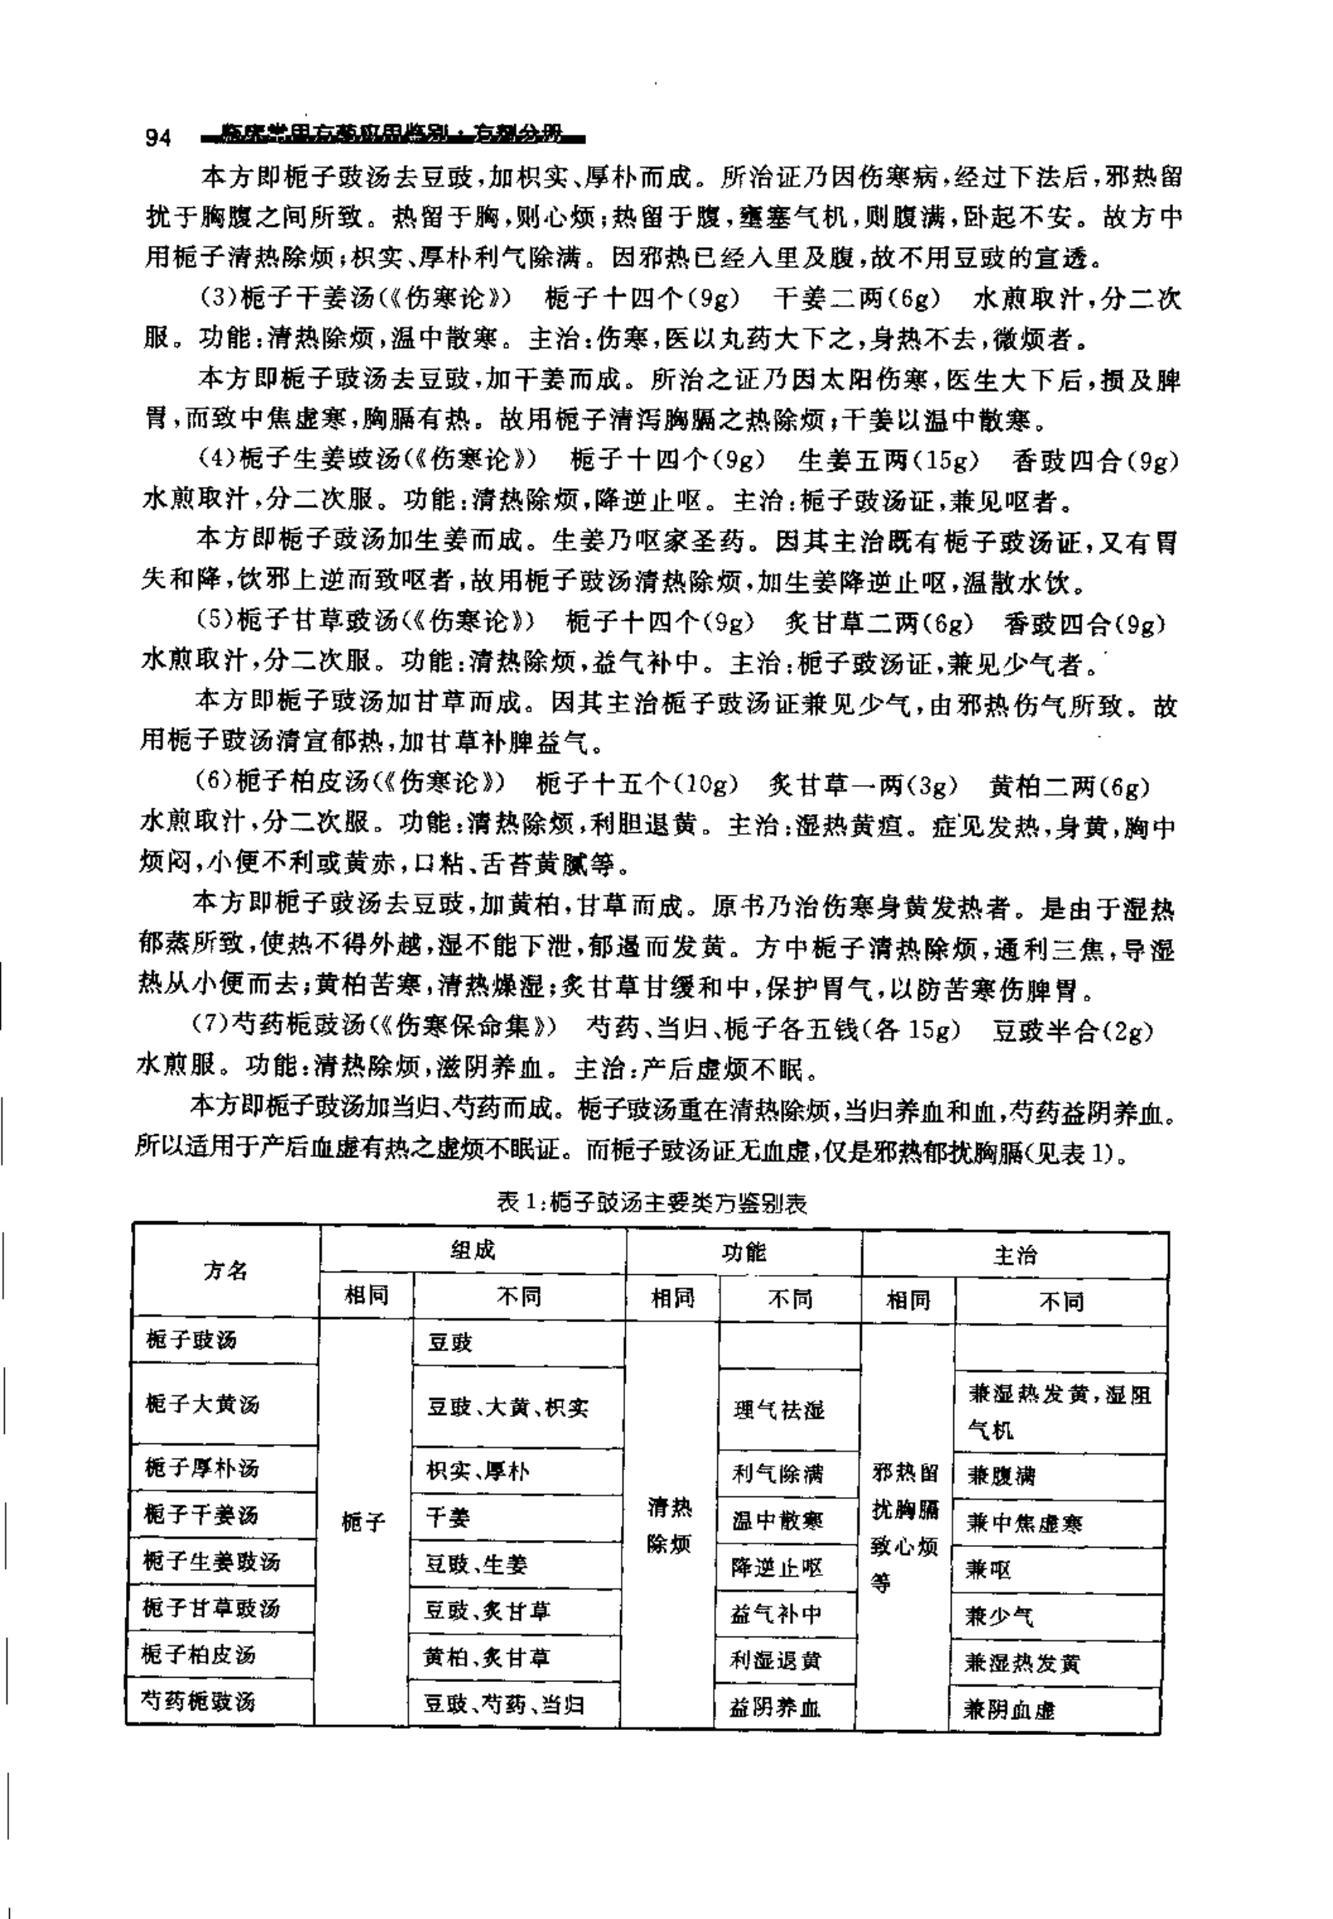 94 临床常用方药应用鉴别·方剂分册
本方即栀子豉汤去豆豉,加枳实、厚朴而成。所治证乃因伤寒病,经过下法后,邪热留
扰于胸腹之间所致。热留于胸,则心烦;热留于腹,壅塞气机,则腹满,卧起不安。故方中
用栀子清热除烦;枳实、厚朴利气除满。因邪热已经入里及腹,故不用豆豉的宣透。
(3)栀子干姜汤(《伤寒论》) 栀子十四个(9g) 干姜二两(6g) 水煎取汁,分二次
服。功能:清热除烦,温中散寒。主治:伤寒,医以丸药大下之,身热不去,微烦者。
本方即栀子豉汤去豆豉,加干姜而成。所治之证乃因太阳伤寒,医生大下后,损及脾
胃,而致中焦虚寒,胸膈有热。故用栀子清泻胸膈之热除烦;干姜以温中散寒。
(4)栀子生姜豉汤(《伤寒论》) 栀子十四个(9g) 生姜五两(15g) 香豉四合(9g)
水煎取汁,分二次服。功能:清热除烦,降逆止呕。主治:栀子豉汤证,兼见呕者。
本方即栀子豉汤加生姜而成。生姜乃呕家圣药。因其主治既有栀子豉汤证,又有胃
失和降,饮邪上逆而致呕者,故用栀子豉汤清热除烦,加生姜降逆止呕,温散水饮。
(5)栀子甘草豉汤(《伤寒论》) 栀子十四个(9g) 炙甘草二两(6g) 香豉四合(9g)
水煎取汁,分二次服。功能:清热除烦,益气补中。主治:栀子豉汤证,兼见少气者。
本方即栀子豉汤加甘草而成。因其主治栀子豉汤证兼见少气,由邪热伤气所致。故
用栀子豉汤清宣郁热,加甘草补脾益气。
(6)栀子柏皮汤(《伤寒论》) 栀子十五个(10g) 炙甘草一两(3g) 黄柏二两(6g)
水煎取汁,分二次服。功能:清热除烦,利胆退黄。主治:湿热黄疸。症见发热,身黄,胸中
烦闷,小便不利或黄赤,口粘、舌苔黄腻等。
本方即栀子豉汤去豆豉,加黄柏,甘草而成。原书乃治伤寒身黄发热者。是由于湿热
郁蒸所致,使热不得外越,湿不能下泄,郁遏而发黄。方中栀子清热除烦,通利三焦,导湿
热从小便而去;黄柏苦寒,清热燥湿;炙甘草甘缓和中,保护胃气,以防苦寒伤脾胃。
(7)芍药栀豉汤(《伤寒保命集》) 芍药、当归、栀子各五钱(各15g) 豆豉半合(2g)
水煎服。功能:清热除烦,滋阴养血。主治:产后虚烦不眠。
本方即栀子豉汤加当归、芍药而成。栀子豉汤重在清热除烦,当归养血和血,芍药益阴养血。
所以适用于产后血虚有热之虚烦不眠证。而栀子豉汤证无血虚,仅是邪热郁扰胸膈(见表1)。
表1:栀子豉汤主要类方鉴别表
方名 组成 功能 主治
相同 不同 相同 不同 相同 不同
栀子豉汤 豆豉
栀子大黄汤 豆豉、大黄、枳实 理气祛湿 兼湿热发黄,湿阻
气机
栀子厚朴汤 枳实、厚朴 利气除满 兼腹满
栀子干姜汤 干姜 温中散寒 兼中焦虚寒
栀子生姜豉汤 豆豉、生姜 降逆止呕 兼呕
栀子甘草豉汤 豆豉、炙甘草 益气补中 兼少气
栀子柏皮汤 黄柏、炙甘草 利湿退黄 兼湿热发黄
芍药栀豉汤 豆豉、芍药、当归 益阴养血 兼阴血虚
栀子
清热
除烦
邪热留
扰胸膈
致心烦
等